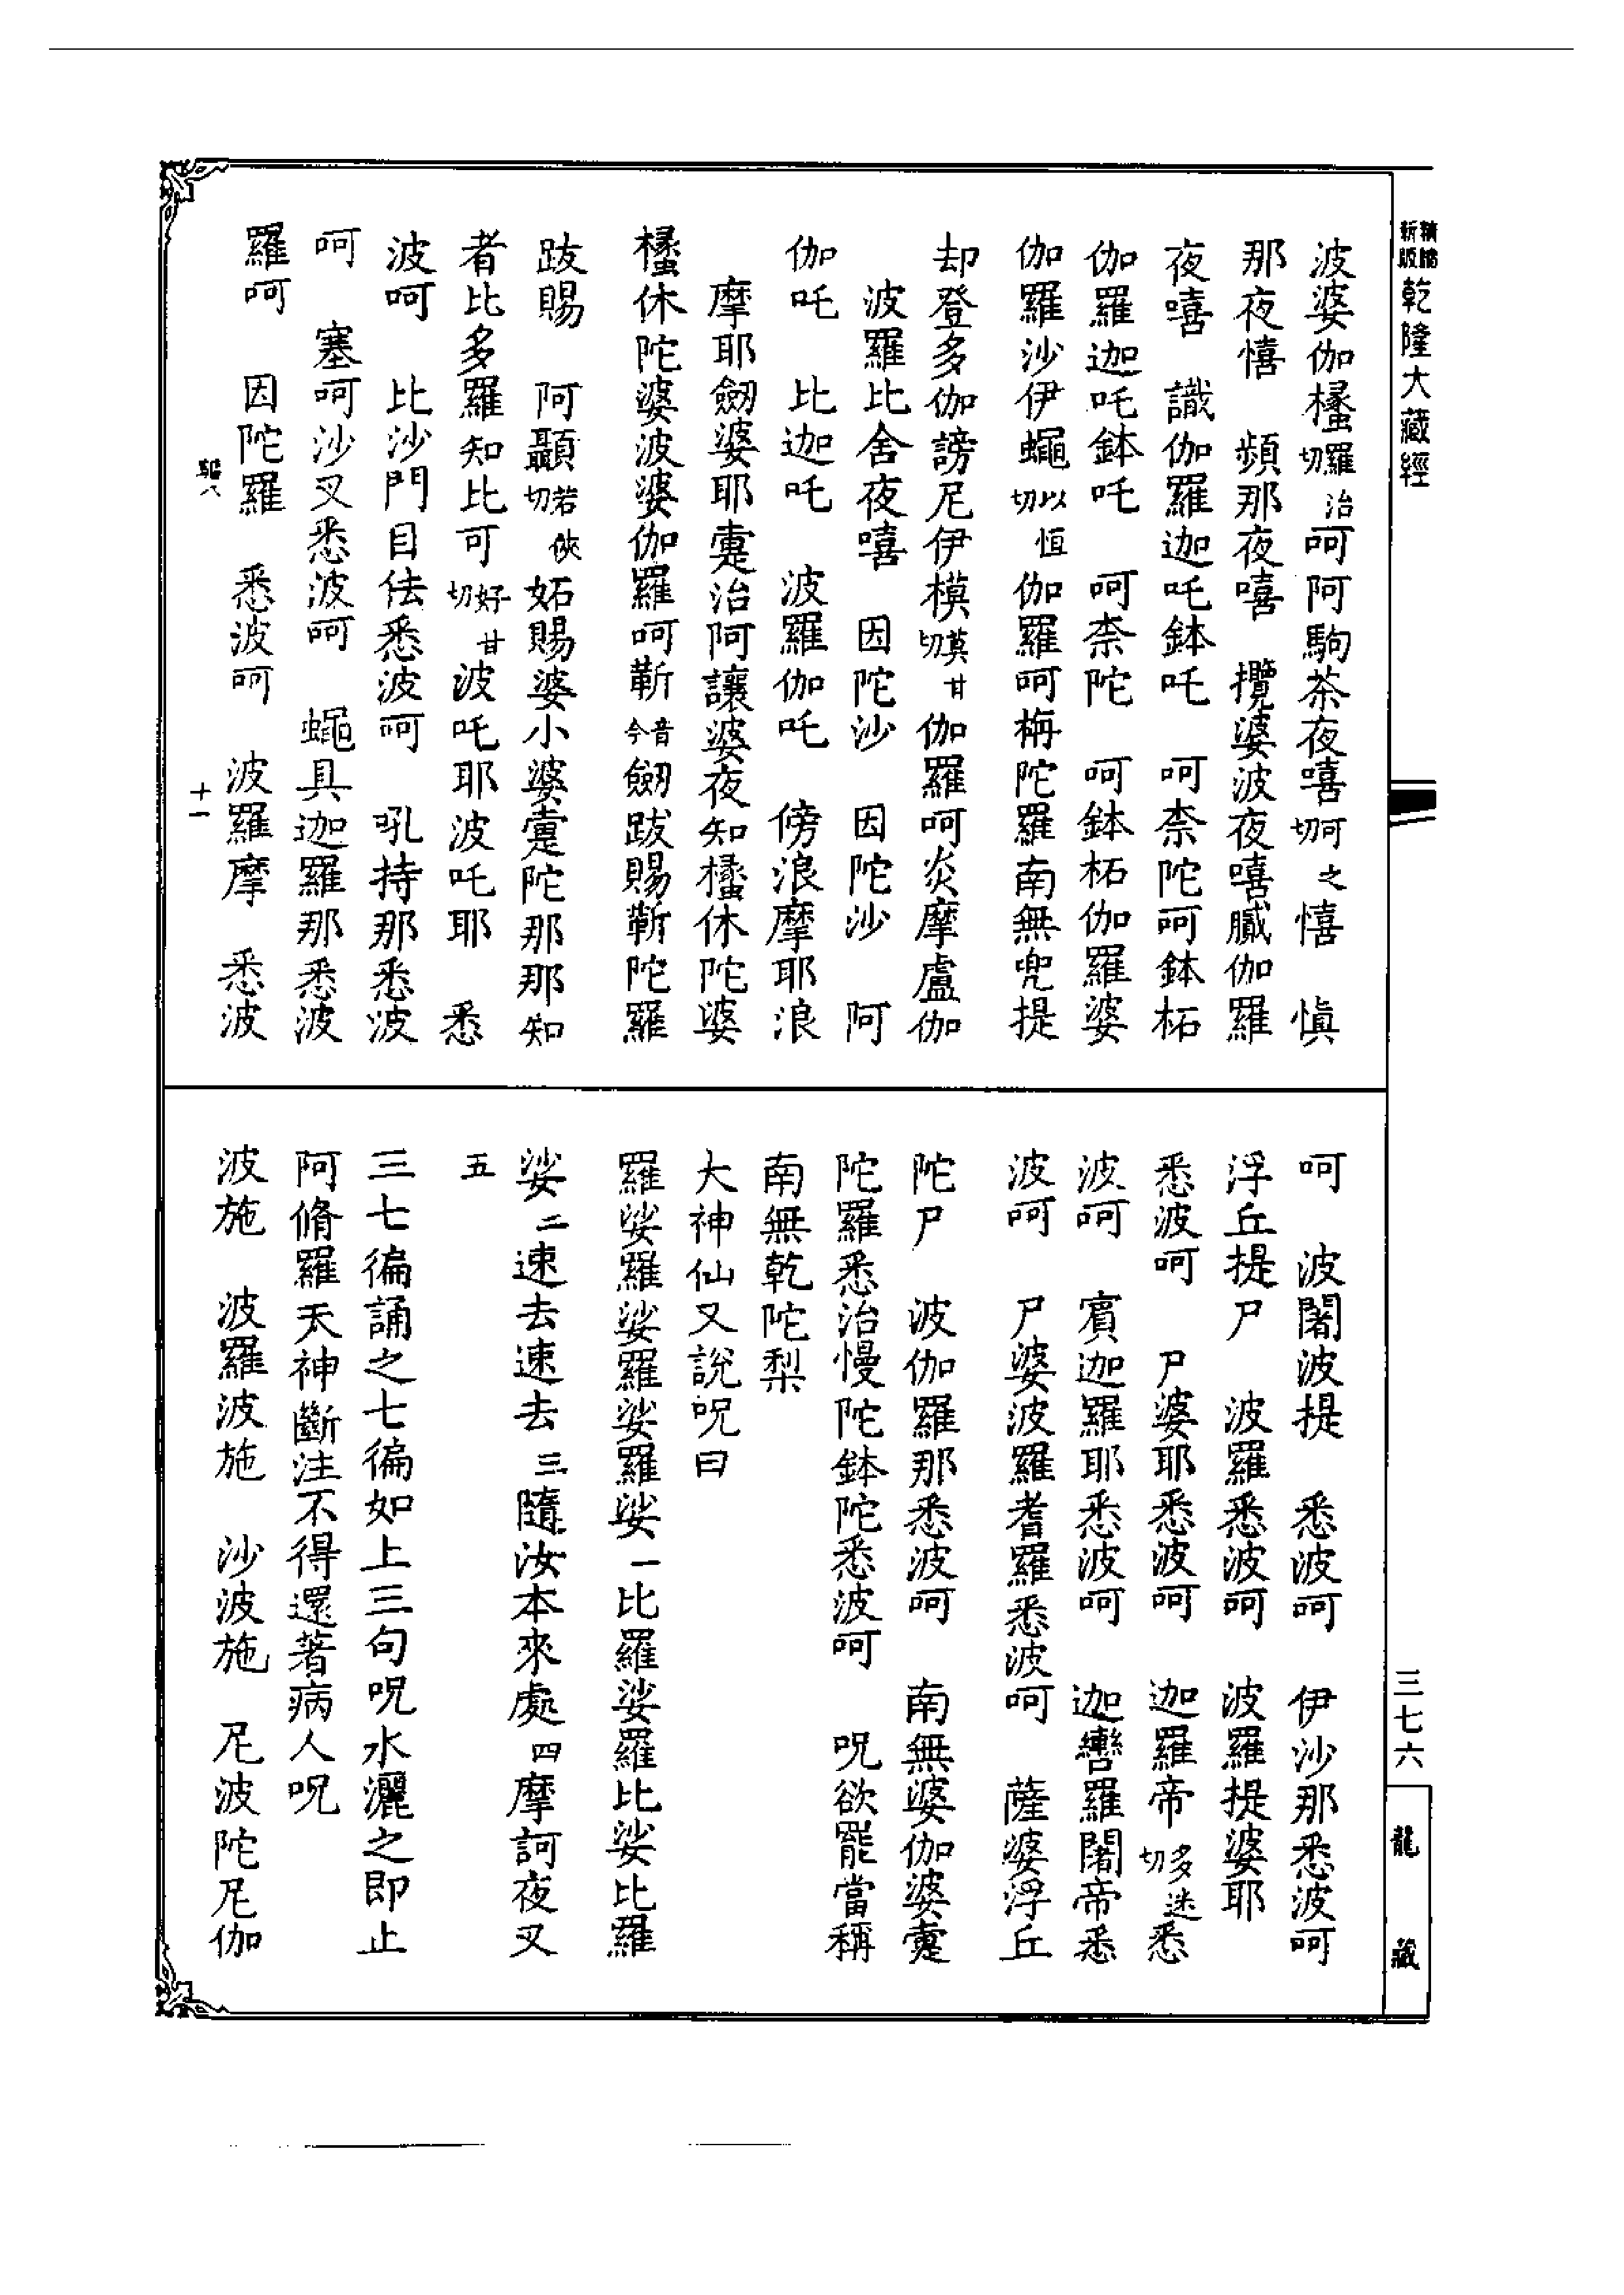 精編新版乾隆大藏經
三七六
龍藏
波婆伽㰚羅治切呵阿駒茶夜嘻呵之切憘 慎
那夜憘 頻那夜嘻 攬婆波夜嘻臟伽羅
夜嘻 識伽羅迦吒鉢吒 呵柰陀呵鉢柘
伽羅迦吒鉢吒 呵柰陀 呵鉢柘伽羅婆
伽羅沙伊蠅以恒切伽羅呵栴陀羅南無兜提
却登多伽謗尼伊模莫甘切伽羅呵炎摩盧伽
波羅比舍夜嘻 因陀沙 因陀沙 阿
伽吒 比迦吒 波羅伽吒 傍浪摩耶浪
摩耶劒婆耶寁治阿讓婆夜知㰚休陀婆
㰚休陀婆波婆伽羅呵蘄音今劒跋賜蘄陀羅
跋賜 阿顳若俠切妬賜婆小婆寁陀那那知
者比多羅知比可好甘切波吒耶波吒耶 悉
波呵 比沙門目佉悉波呵 吼持那悉波
呵 塞呵沙叉悉波呵 蠅具迦羅那悉波
羅呵 因陀羅 悉波呵 波羅摩 悉波
十一
呵 波闍波提 悉波呵 伊沙那悉波呵
浮丘提尸 波羅悉波呵 波羅提婆耶
悉波呵 尸婆耶悉波呵 迦羅帝多迷切悉
波呵 賓迦羅耶悉波呵 迦轡羅闍帝悉
波呵 尸婆波羅耆羅悉波呵 薩婆浮丘
陀尸 波伽羅那悉波呵 南無婆伽婆寁
陀羅悉治慢陀鉢陀悉波呵 呪欲罷當稱
南無乾陀梨
大神仙又說呪曰
羅娑羅娑羅娑羅娑一比羅娑羅比娑比羅
娑二速去速去三隨汝本來處四摩訶夜叉
五
三七徧誦之七徧如上三句呪水灑之即止
阿脩羅天神斷注不得還著病人呪
波施 波羅波施 沙波施 尼波陀尼伽